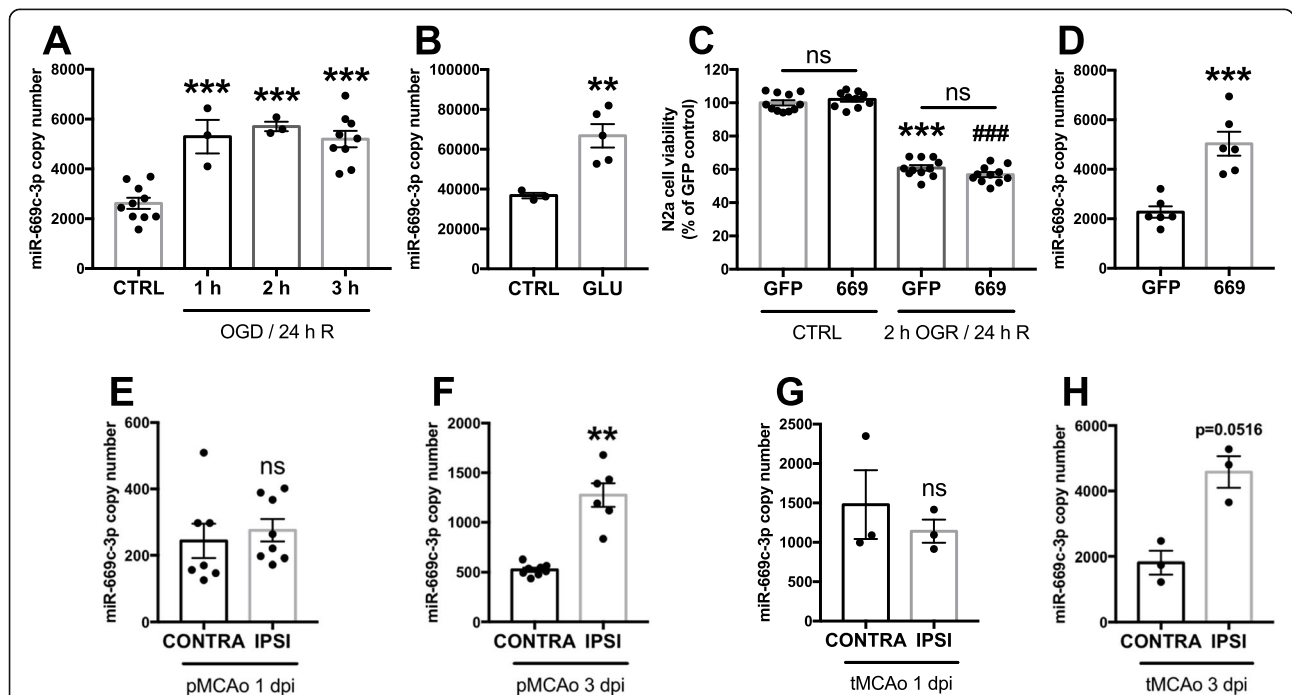 A
miR-669c-3p copy number
8000
6000
4000
2000
0
***
***
***
CTRL 1 h 2 h 3 h
OGD / 24 h R
B
miR-669c-3p copy number
100000
80000
60000
40000
20000
0
**
CTRL GLU
C
N2a cell viability
(% of GFP control)
120
100
80
60
40
20
0
ns
ns
***
###
GFP 669 GFP 669
CTRL 2 h OGR / 24 h R
D
miR-669c-3p copy number
8000
6000
4000
2000
0
***
GFP 669
E
miR-669c-3p copy number
600
400
200
0
ns
CONTRA IPSI
pMCAo 1 dpi
F
miR-669c-3p copy number
2000
1500
1000
500
0
**
CONTRA IPSI
pMCAo 3 dpi
G
miR-669c-3p copy number
2500
2000
1500
1000
500
0
ns
CONTRA IPSI
tMCAo 1 dpi
H
miR-669c-3p copy number
6000
4000
2000
0
p=0.0516
CONTRA IPSI
tMCAo 3 dpi